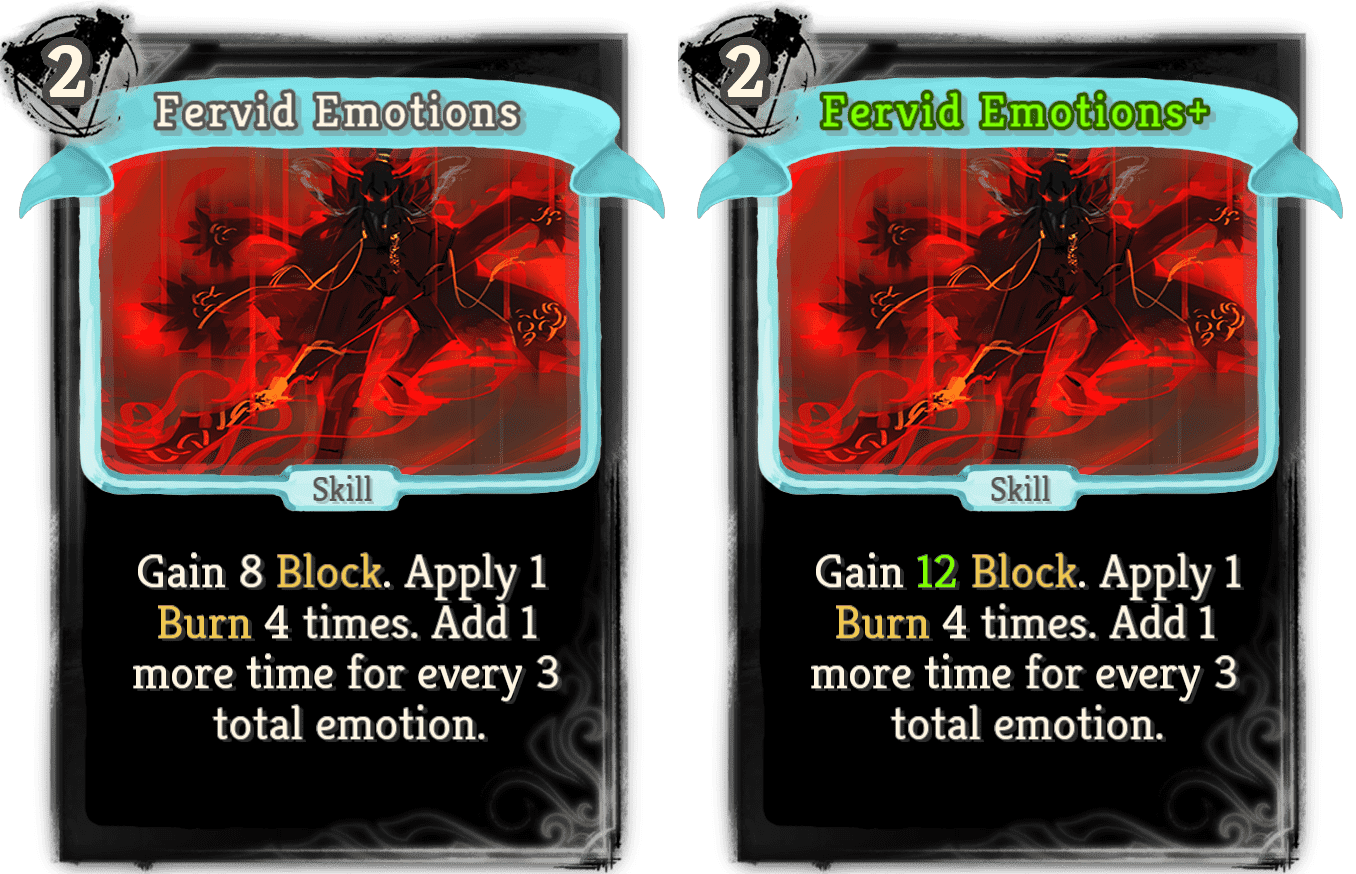 2
Fervid Emotions
Skill
Gain 8 Block. Apply 1
Burn 4 times. Add 1
more time for every 3
total emotion.
2
Fervid Emotions+
Skill
Gain 12 Block. Apply 1
Burn 4 times. Add 1
more time for every 3
total emotion.